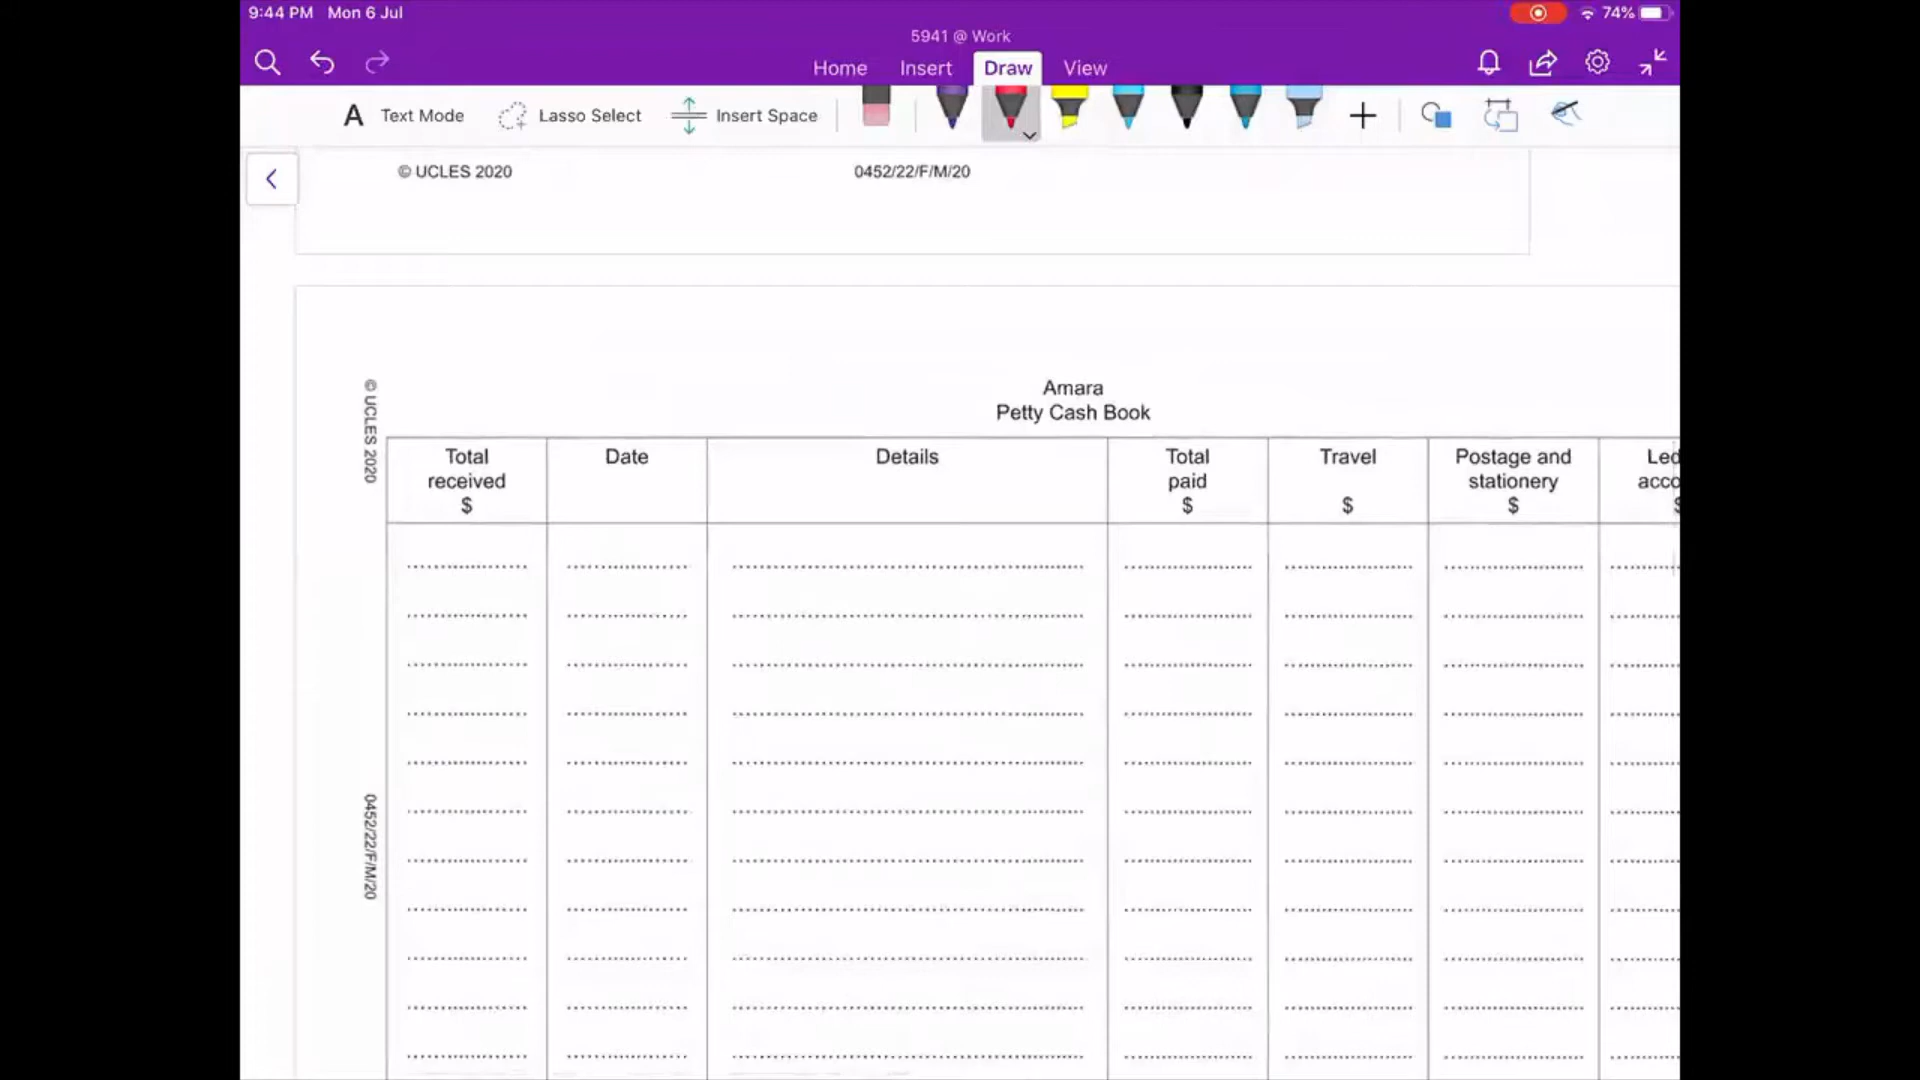 9:44 PM Mon 6 Jul
74%
5941 @ Work
Home Insert Draw View
A Text Mode Lasso Select Insert Space
© UCLES 2020 0452/22/F/M/20
Amara
Petty Cash Book
© UCLES 2020
0452/22/F/M/20
Total received $
Date
Details
Total paid $
Travel $
Postage and stationery $
Led
acco
$